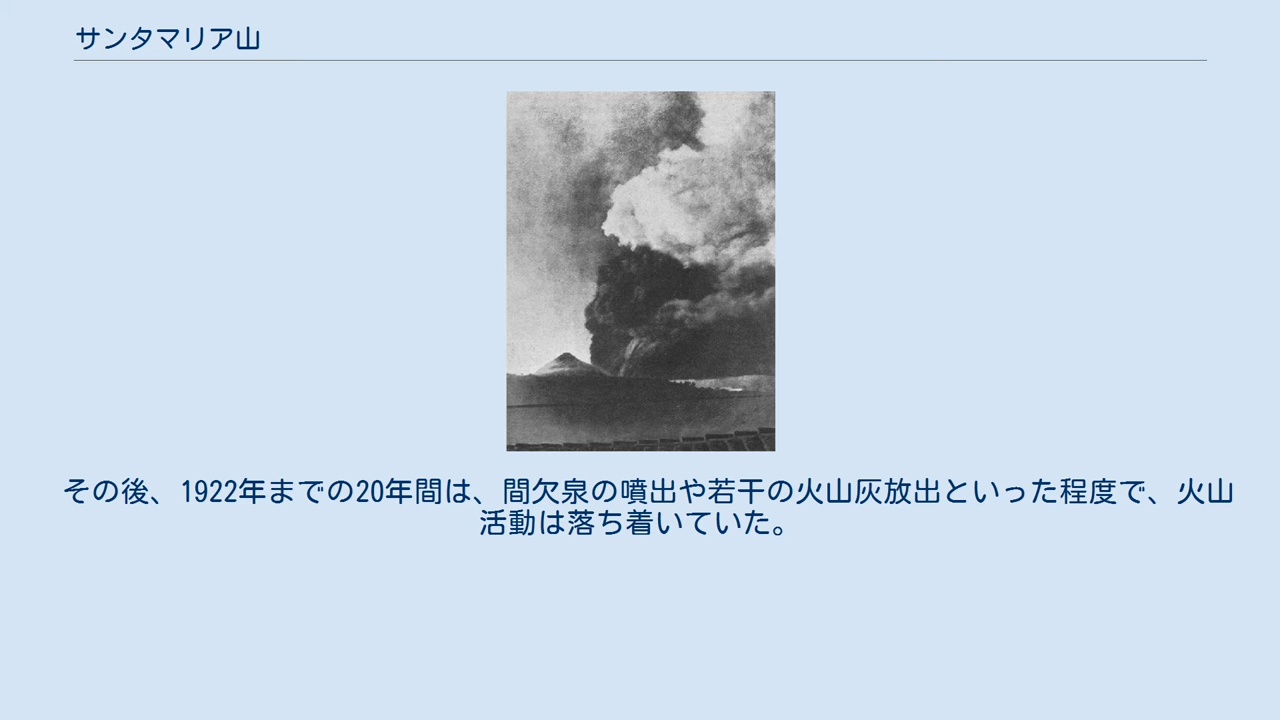 サンタマリア山
その後、1922年までの20年間は、間欠泉の噴出や若干の火山灰放出といった程度で、火山
活動は落ち着いていた。